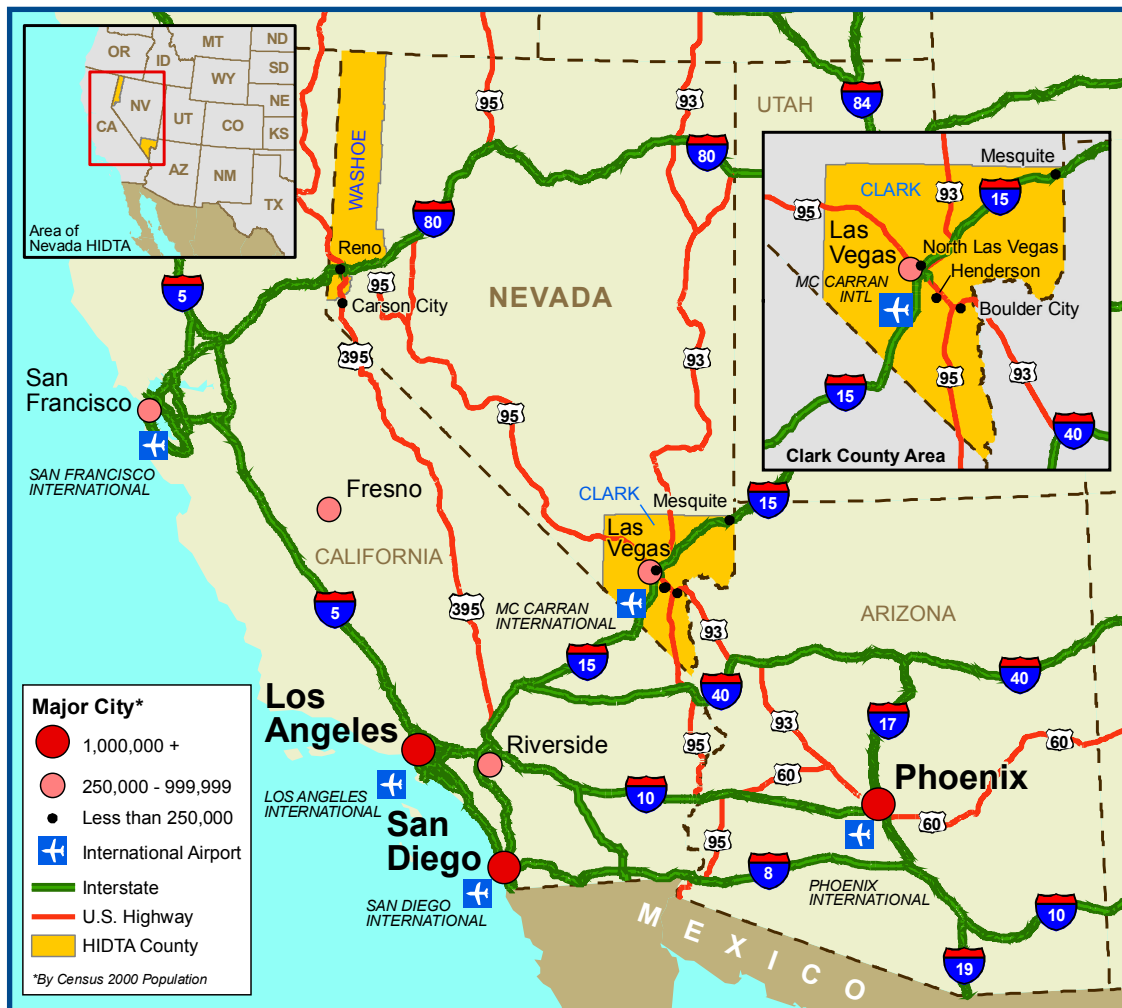 OR
ID
MT
ND
SD
WY
NE
NV
CA
UT
CO
KS
AZ
NM
TX
Area of
Nevada HIDTA
95
93
84
UTAH
WASHOE
80
80
Reno
Carson City
95
5
395
NEVADA
93
95
San
Francisco
SAN FRANCISCO
INTERNATIONAL
Fresno
CALIFORNIA
5
395
CLARK
Mesquite
15
Las
Vegas
MC CARRAN
INTERNATIONAL
15
93
ARIZONA
40
40
17
93
95
60
60
60
Los
Angeles
Riverside
LOS ANGELES
INTERNATIONAL
10
Phoenix
San
Diego
SAN DIEGO
INTERNATIONAL
95
8
PHOENIX
INTERNATIONAL
10
19
MEXICO
Mesquite
CLARK
93
15
95
Las
Vegas
North Las Vegas
Henderson
MC CARRAN
INTL
Boulder City
93
95
15
40
Clark County Area
Major City*
1,000,000 +
250,000 - 999,999
Less than 250,000
International Airport
Interstate
U.S. Highway
HIDTA County
*By Census 2000 Population